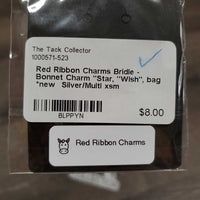 The Tack Collector
1000571-523
Red Ribbon Charms Bridle -
Bonnet Charm "Star, "Wish", bag
*new Silver/Multi xsm
BLPPYN
$8.00
Red Ribbon Charms